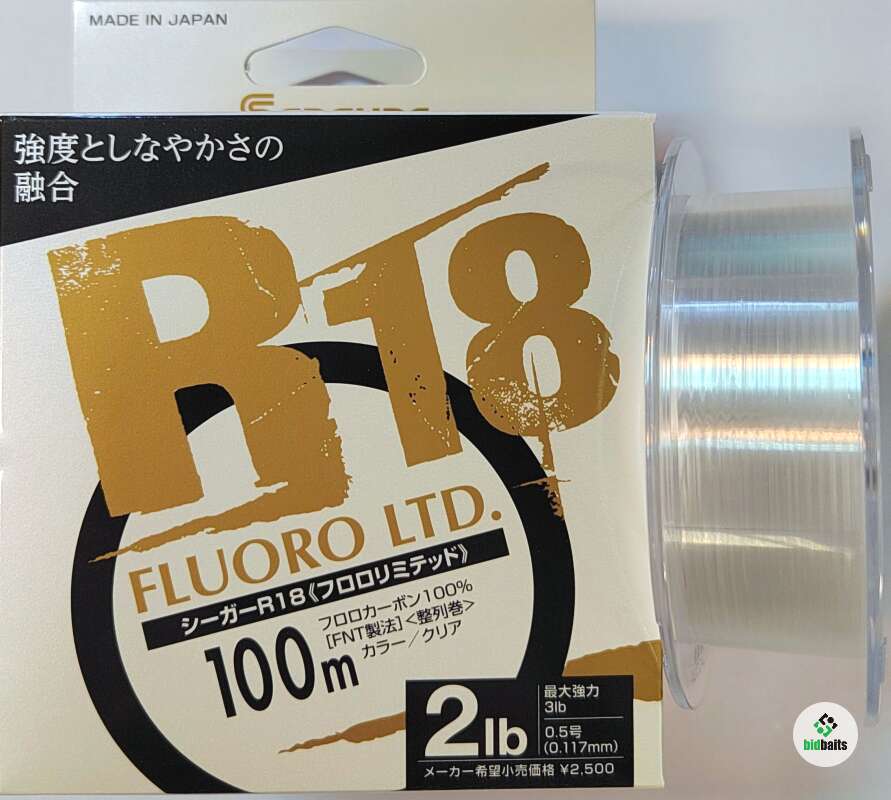 MADE IN JAPAN
強度としなやかさの
融合
R18
FLUORO LTD.
シーガーR18《フロロリミテッド》
100m
フロロカーボン100%
[FNT製法]<整列巻>
カラー/クリア
2lb
最大強力
3lb
0.5号
(0.117mm)
メーカー希望小売価格 ¥2,500
bidbaits